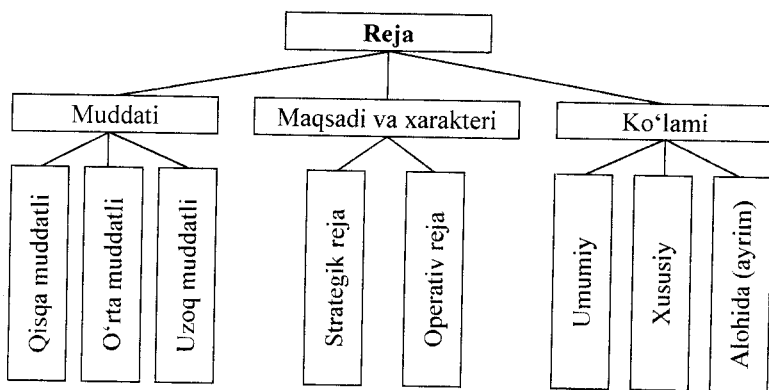 Reja
Muddati
Maqsadi va xarakteri
Ko‘lami
Qisqa muddatli
O‘rta muddatli
Uzoq muddatli
Strategik reja
Operativ reja
Umumiy
Xususiy
Alohida (ayrim)